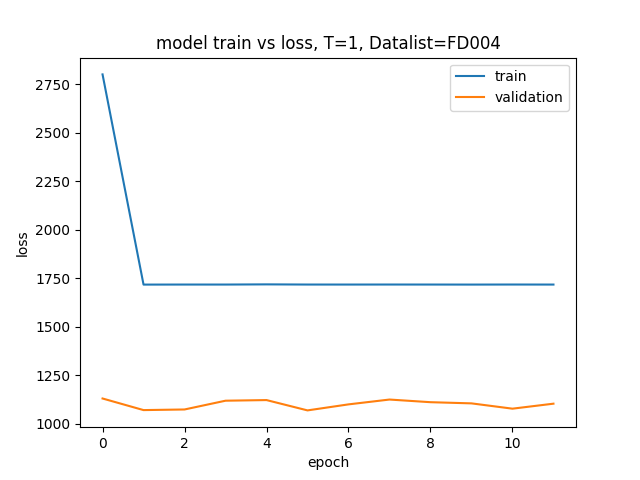 model train vs loss, T=1, Datalist=FD004
train
validation
loss
2750
2500
2250
2000
1750
1500
1250
1000
0 2 4 6 8 10
epoch